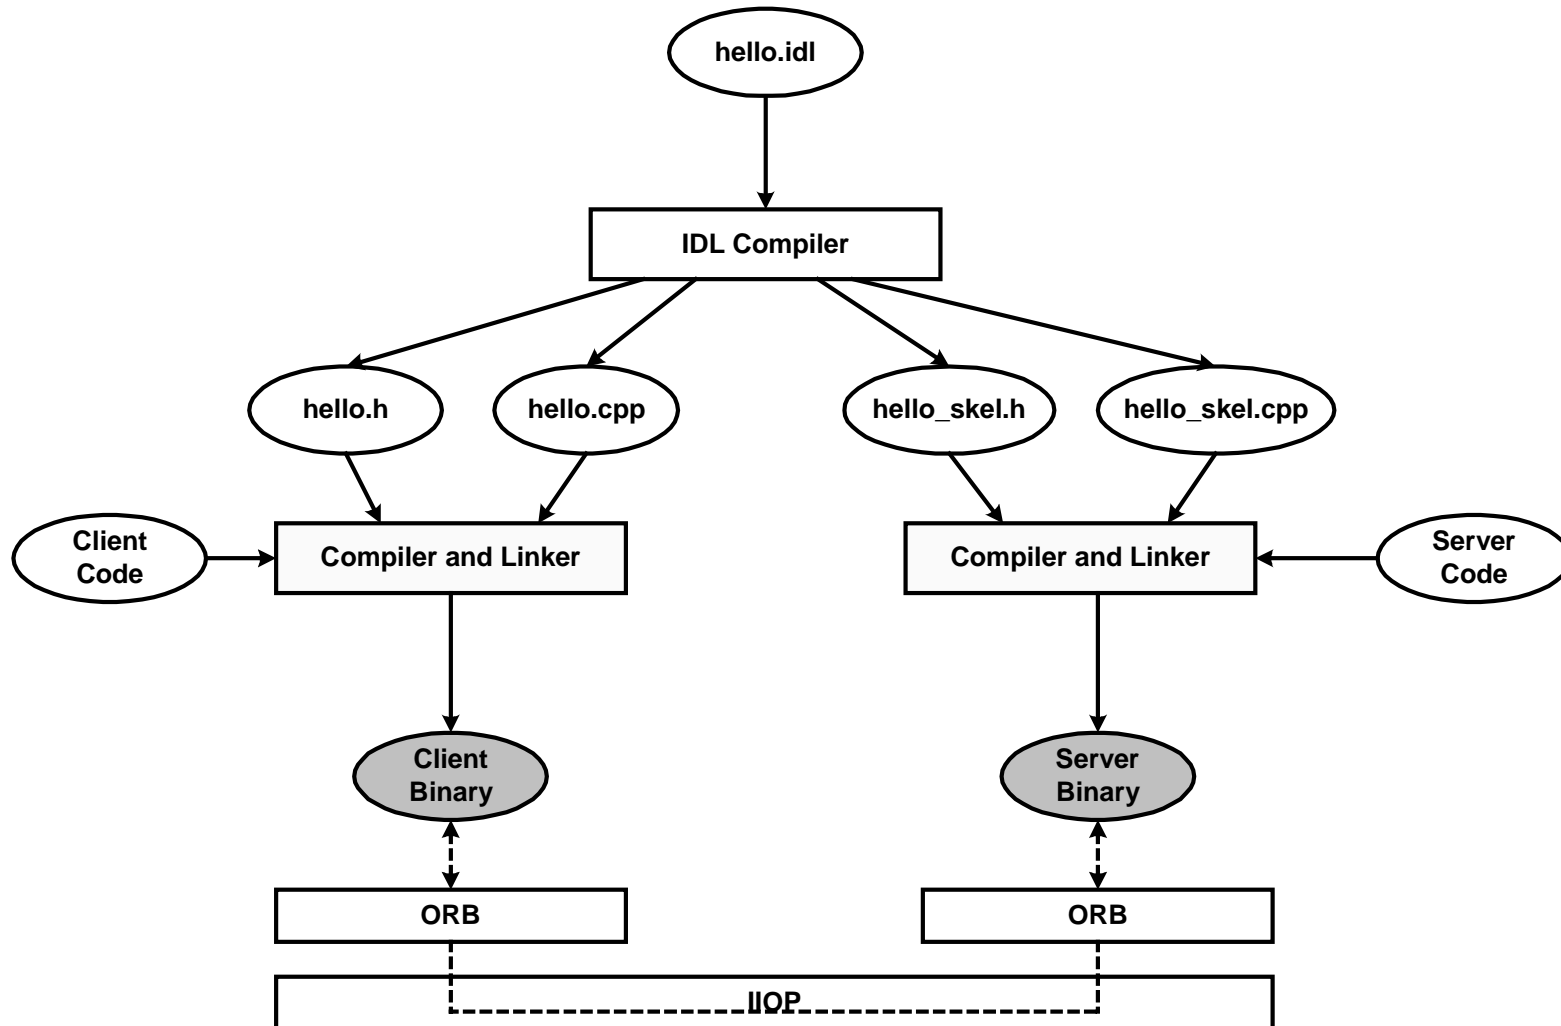 hello.idl
IDL Compiler
hello.h
hello.cpp
hello_skel.h
hello_skel.cpp
Client
Code
Compiler and Linker
Compiler and Linker
Server
Code
Client
Binary
Server
Binary
ORB
ORB
IIOP